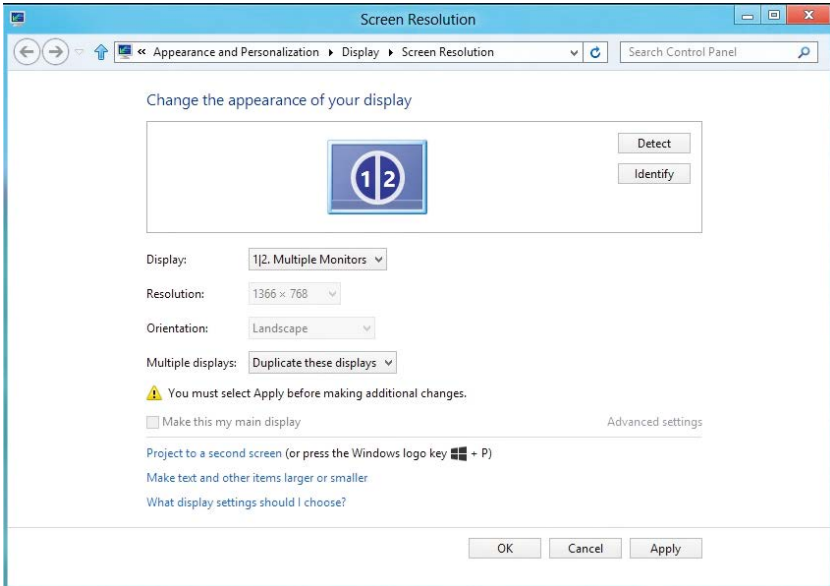 Screen Resolution
« Appearance and Personalization ▸ Display ▸ Screen Resolution
Search Control Panel
Change the appearance of your display
1|2
Detect
Identify
Display: 1|2. Multiple Monitors
Resolution: 1366 × 768
Orientation: Landscape
Multiple displays: Duplicate these displays
You must select Apply before making additional changes.
Make this my main display Advanced settings
Project to a second screen (or press the Windows logo key + P)
Make text and other items larger or smaller
What display settings should I choose?
OK Cancel Apply